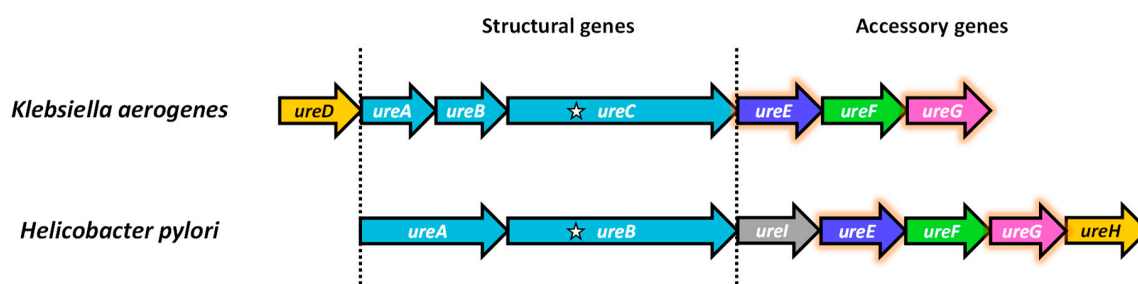 Structural genes Accessory genes
Klebsiella aerogenes ureD ureA ureB ureC ureE ureF ureG
Helicobacter pylori ureA ureB ureI ureE ureF ureG ureH